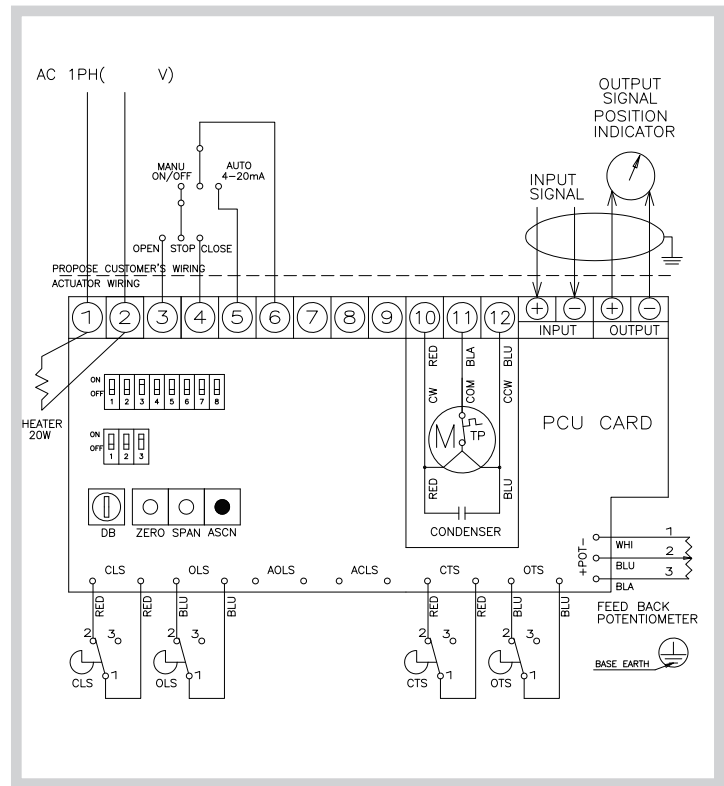 AC 1PH( V)
OUTPUT
SIGNAL
POSITION
INDICATOR
MANU
ON/OFF
AUTO
4-20mA
INPUT
SIGNAL
OPEN STOP CLOSE
PROPOSE CUSTOMER'S WIRING
ACTUATOR WIRING
1 2 3 4 5 6 7 8 9 10 11 12 + - + -
INPUT OUTPUT
RED BLA BLU
CW COM CCW
HEATER
20W
ON
OFF
1 2 3 4 5 6 7 8
M TP
PCU CARD
ON
OFF
1 2 3
RED BLU
CONDENSER
DB ZERO SPAN ASCN
+POT-
1
WHI
2
BLU
3
BLA
CLS OLS AOLS ACLS CTS OTS
RED RED BLU BLU RED RED BLU BLU
FEED BACK
POTENTIOMETER
2 3 2 3 2 3 2 3
1 1 1 1
CLS OLS CTS OTS
BASE EARTH